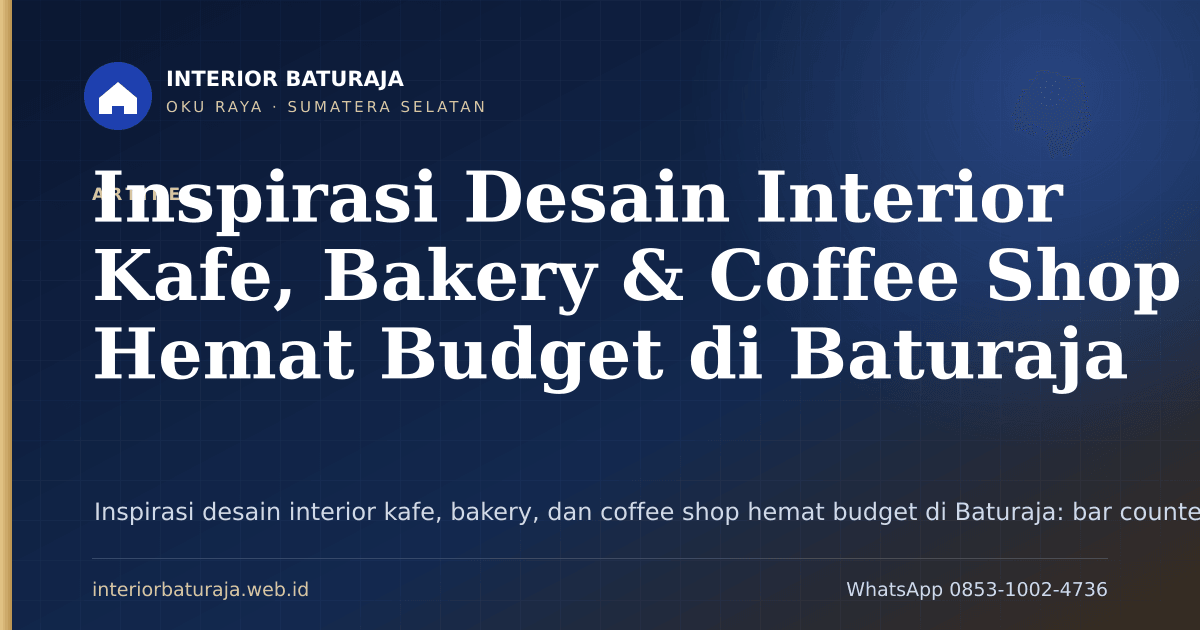 INTERIOR BATURAJA
OKU RAYA · SUMATERA SELATAN
Inspirasi Desain Interior
Kafe, Bakery & Coffee Shop
Hemat Budget di Baturaja
Inspirasi desain interior kafe, bakery, dan coffee shop hemat budget di Baturaja: bar counte
interiorbaturaja.web.id
WhatsApp 0853-1002-4736